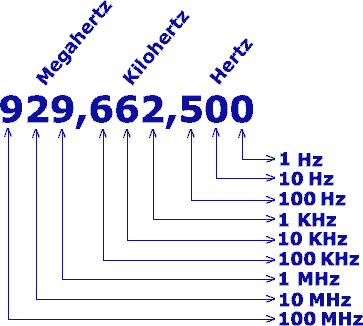 Megahertz Kilohertz Hertz
929,662,500
1 Hz
10 Hz
100 Hz
1 KHz
10 KHz
100 KHz
1 MHz
10 MHz
100 MHz